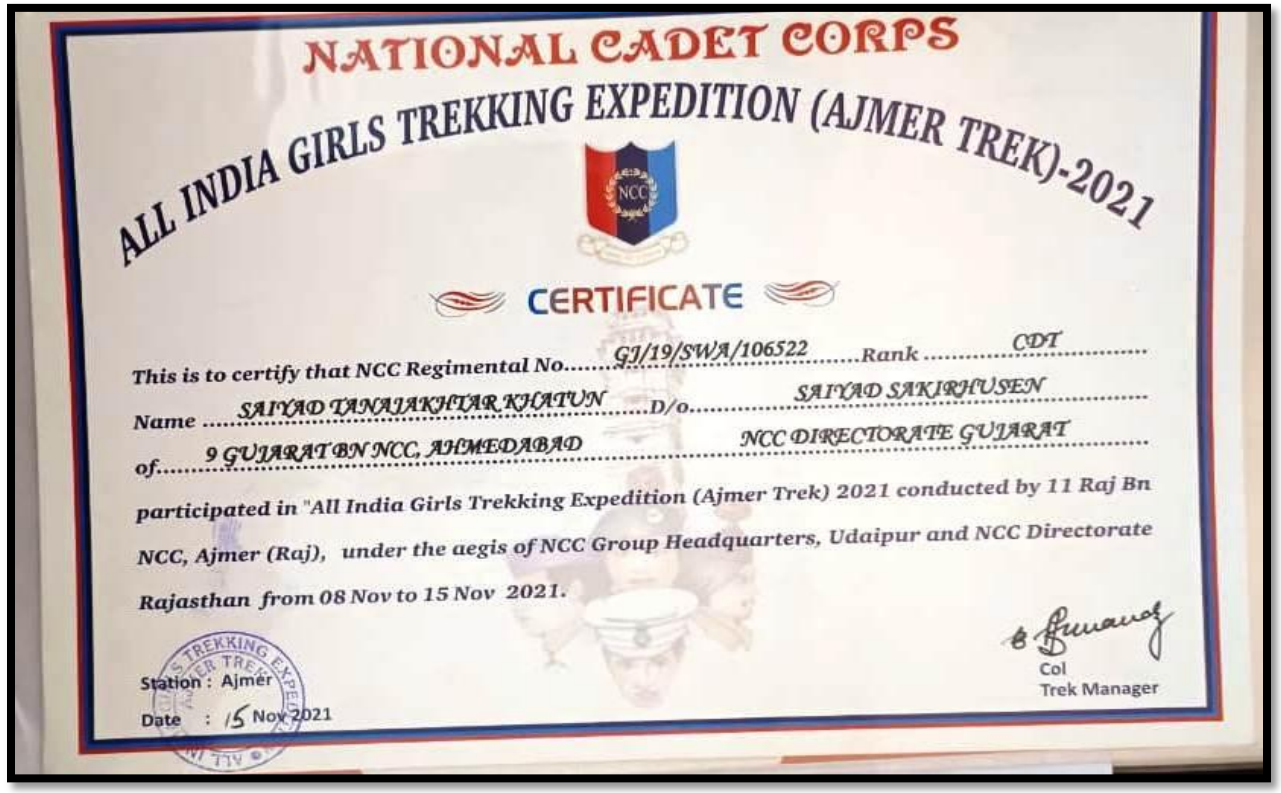 NATIONAL CADET CORPS
ALL INDIA GIRLS TREKKING EXPEDITION (AJMER TREK)-2021
NCC
CERTIFICATE
This is to certify that NCC Regimental No......GJ/19/SWA/106522......Rank............CDT............
Name ......SAIYAD TANAJAKHTAR KHATUN......D/o............SAIYAD SAKIRHUSEN............
of......9 GUJARAT BN NCC, AHMEDABAD............NCC DIRECTORATE GUJARAT............
participated in "All India Girls Trekking Expedition (Ajmer Trek) 2021 conducted by 11 Raj Bn
NCC, Ajmer (Raj), under the aegis of NCC Group Headquarters, Udaipur and NCC Directorate
Rajasthan from 08 Nov to 15 Nov 2021.
Col
Trek Manager
Station : Ajmer
Date : 15 Nov 2021
ALL GIRLS TREKKING
AJMER TREK